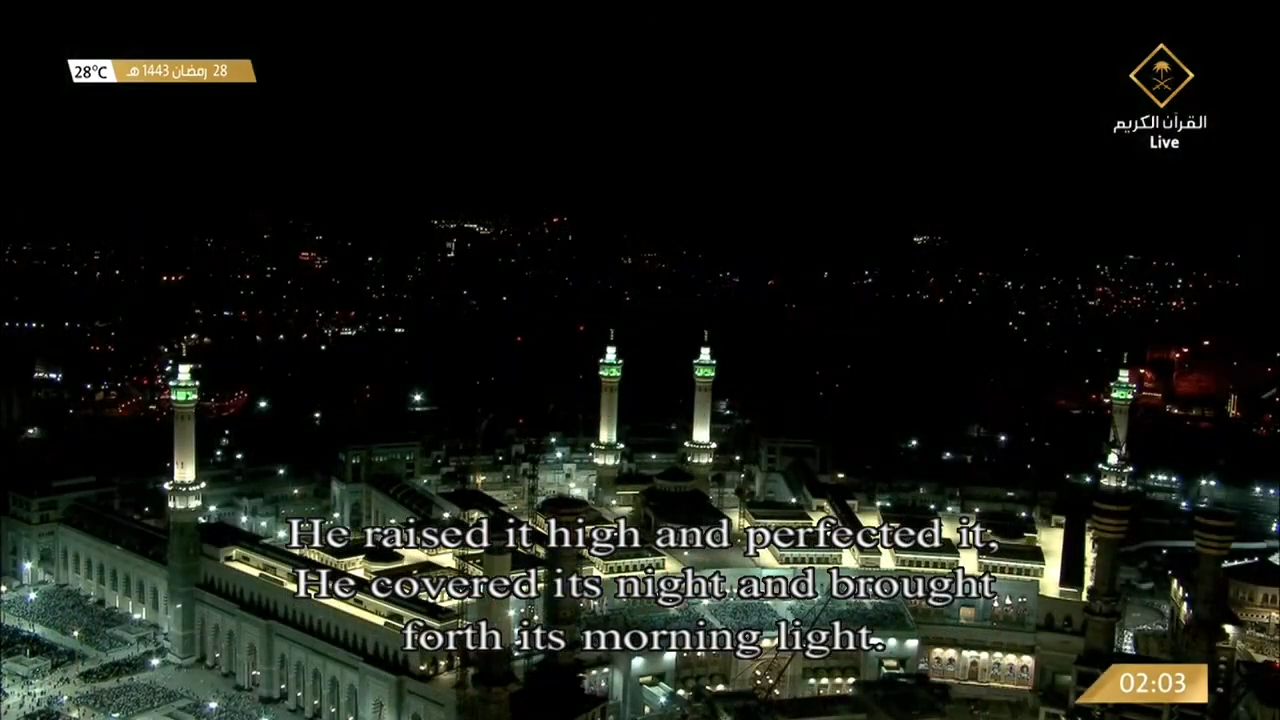 28°C 28 رمضان 1443 هـ
القرآن الكريم
Live
He raised it high and perfected it,
He covered its night and brought
forth its morning light.
02:03